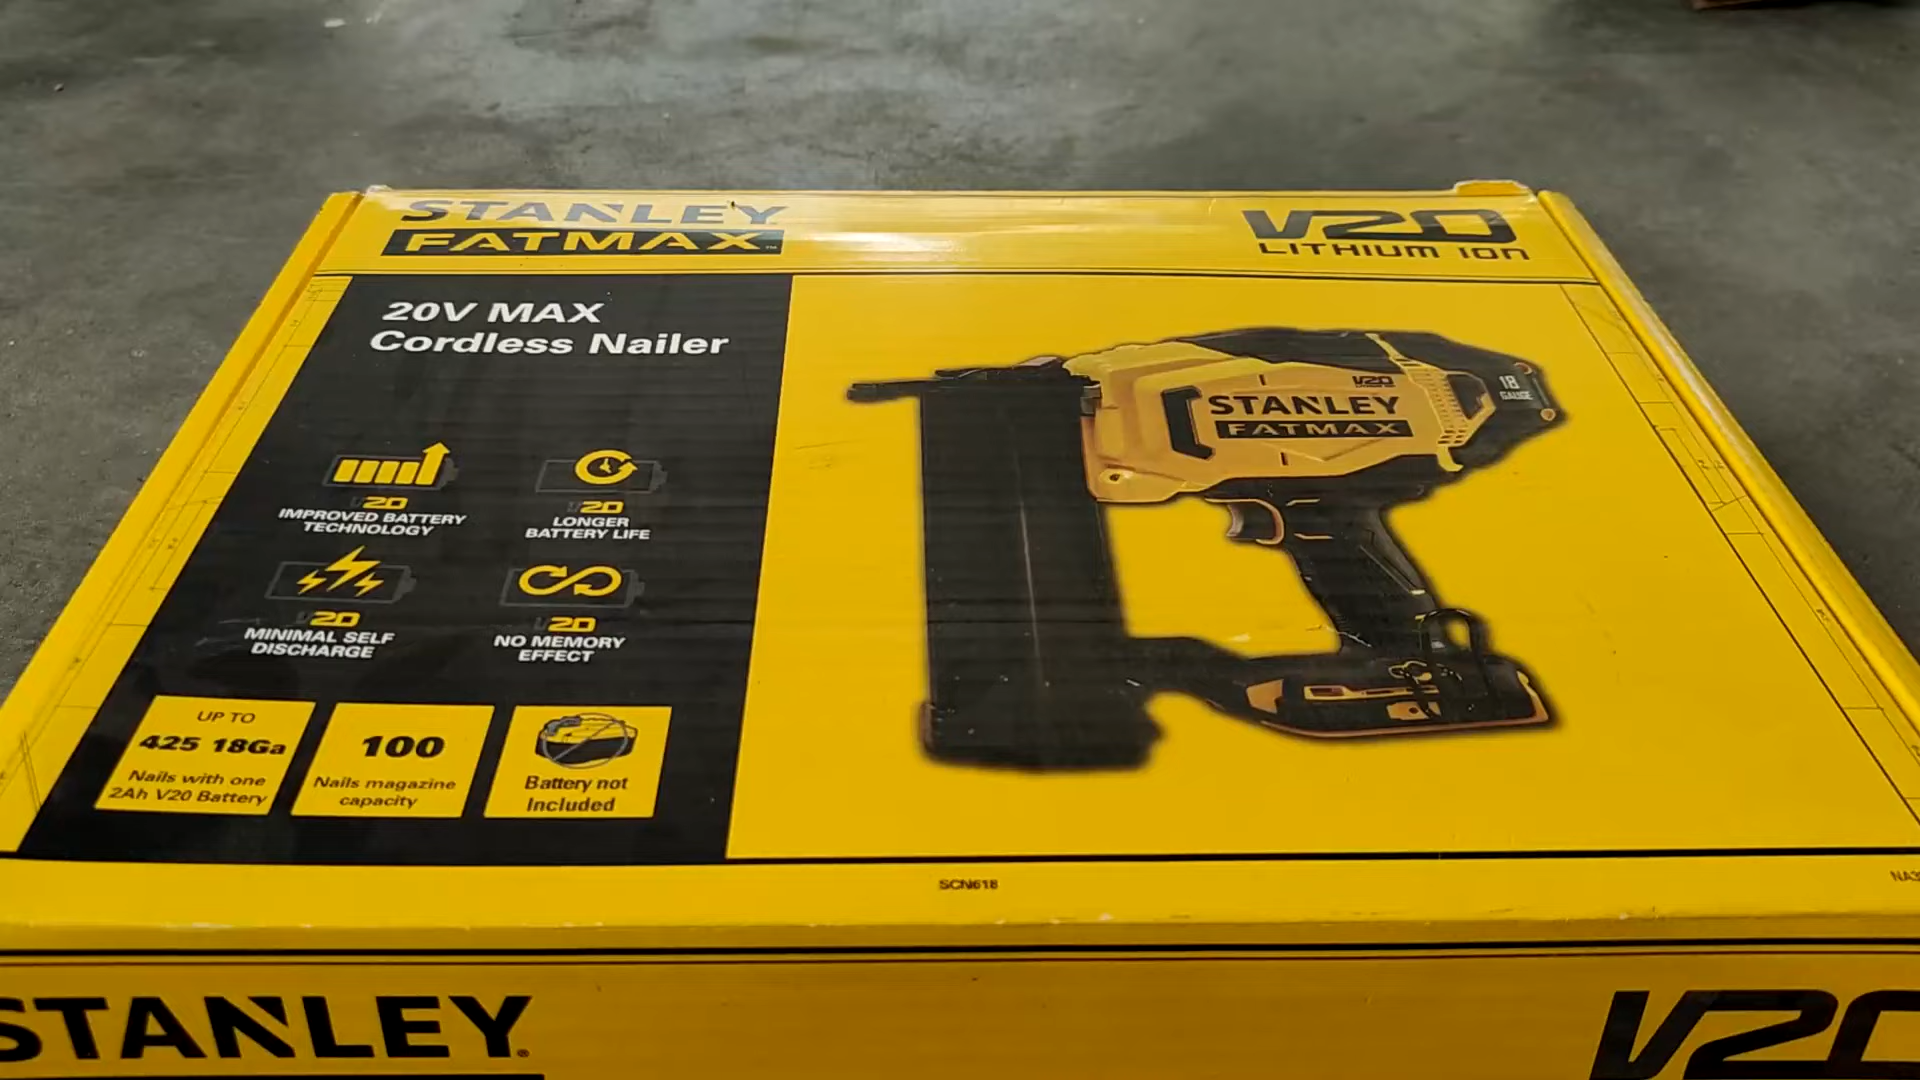 STANLEY
FATMAX™
V20
LITHIUM ION
20V MAX
Cordless Nailer
V20
IMPROVED BATTERY
TECHNOLOGY
V20
LONGER
BATTERY LIFE
V20
MINIMAL SELF
DISCHARGE
V20
NO MEMORY
EFFECT
UP TO
425 18Ga
Nails with one
2Ah V20 Battery
100
Nails magazine
capacity
Battery not
Included
V20
STANLEY
FATMAX
18
GAUGE
SCN618
STANLEY
V20